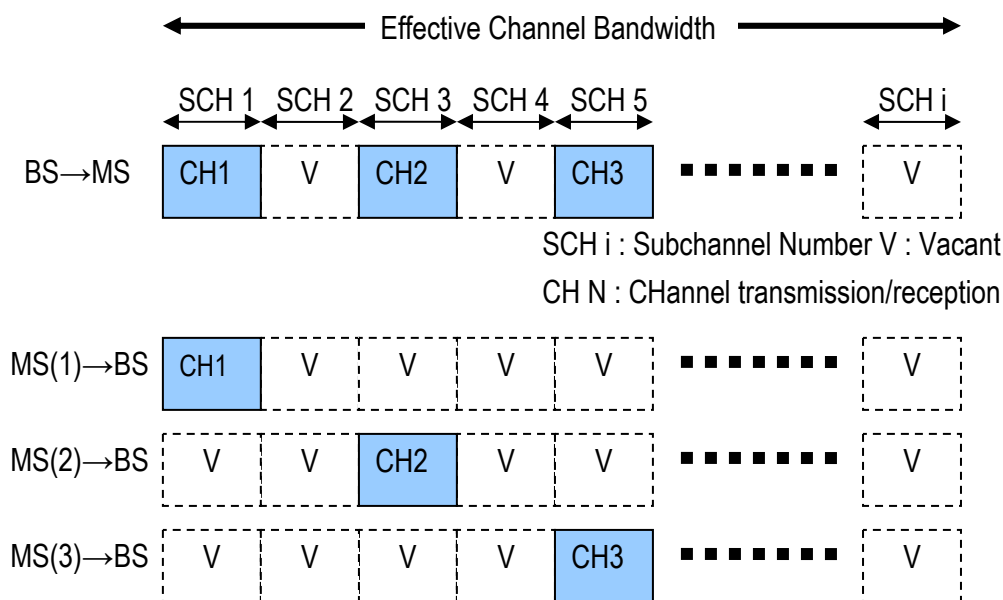 Effective Channel Bandwidth
SCH 1 SCH 2 SCH 3 SCH 4 SCH 5 SCH i
BS→MS CH1 V CH2 V CH3 V
SCH i : Subchannel Number V : Vacant
CH N : CHannel transmission/reception
MS(1)→BS CH1 V V V V V
MS(2)→BS V V CH2 V V V
MS(3)→BS V V V V CH3 V